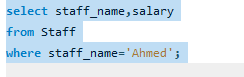 select staff_name,salary
from Staff
where staff_name='Ahmed';